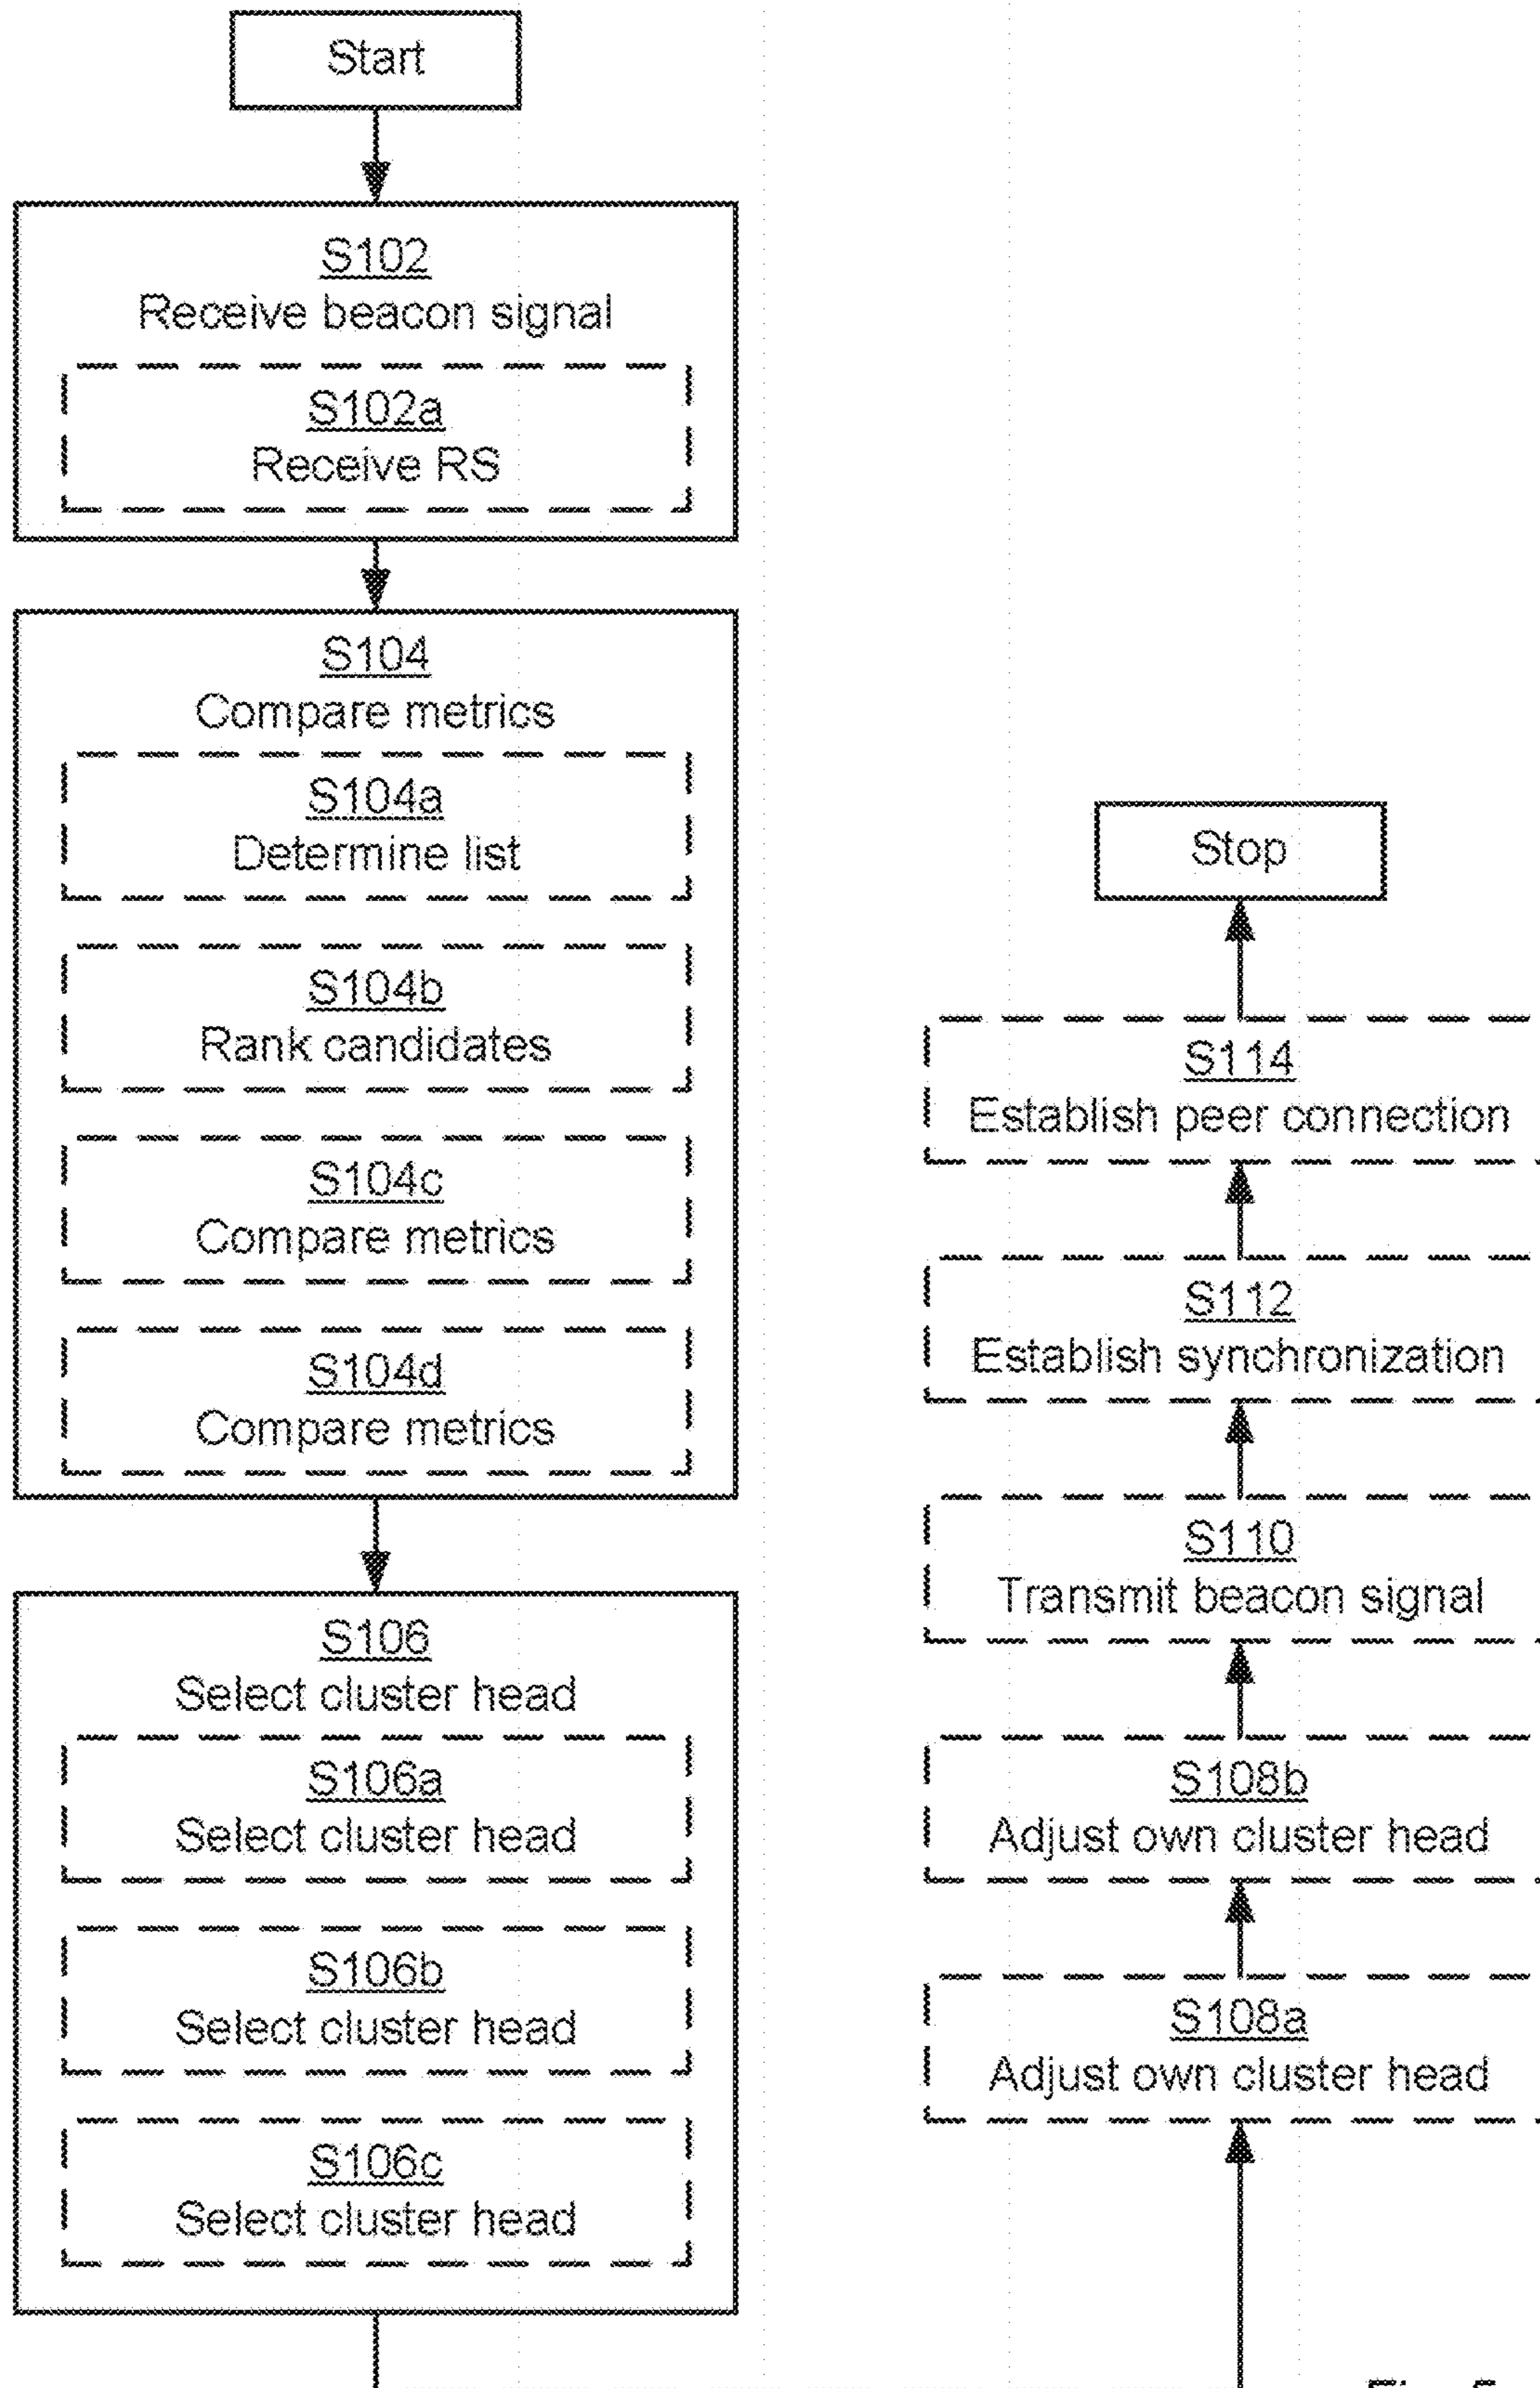 Start
S102
Receive beacon signal
S102a
Receive RS
S104
Compare metrics
S104a
Determine list
S104b
Rank candidates
S104c
Compare metrics
S104d
Compare metrics
S106
Select cluster head
S106a
Select cluster head
S106b
Select cluster head
S106c
Select cluster head
Stop
S114
Establish peer connection
S112
Establish synchronization
S110
Transmit beacon signal
S108b
Adjust own cluster head
S108a
Adjust own cluster head